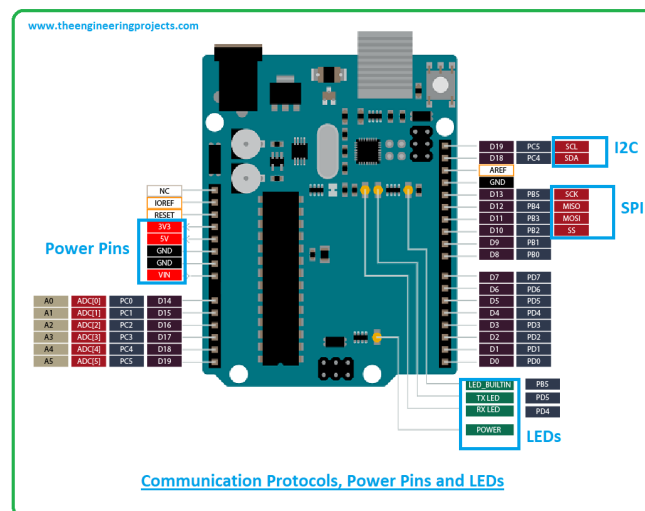 www.theengineeringprojects.com
D19 PC5 SCL
D18 PC4 SDA
I2C
AREF
GND
D13 PB5 SCK
D12 PB4 MISO
D11 PB3 MOSI
D10 PB2 SS
SPI
D9 PB1
D8 PB0
NC
IOREF
RESET
3V3
5V
GND
GND
VIN
Power Pins
D7 PD7
D6 PD6
D5 PD5
D4 PD4
D3 PD3
D2 PD2
D1 PD1
D0 PD0
A0 ADC[0] PC0 D14
A1 ADC[1] PC1 D15
A2 ADC[2] PC2 D16
A3 ADC[3] PC3 D17
A4 ADC[4] PC4 D18
A5 ADC[5] PC5 D19
LED_BUILTIN PB5
TX LED PD5
RX LED PD4
POWER
LEDs
Communication Protocols, Power Pins and LEDs